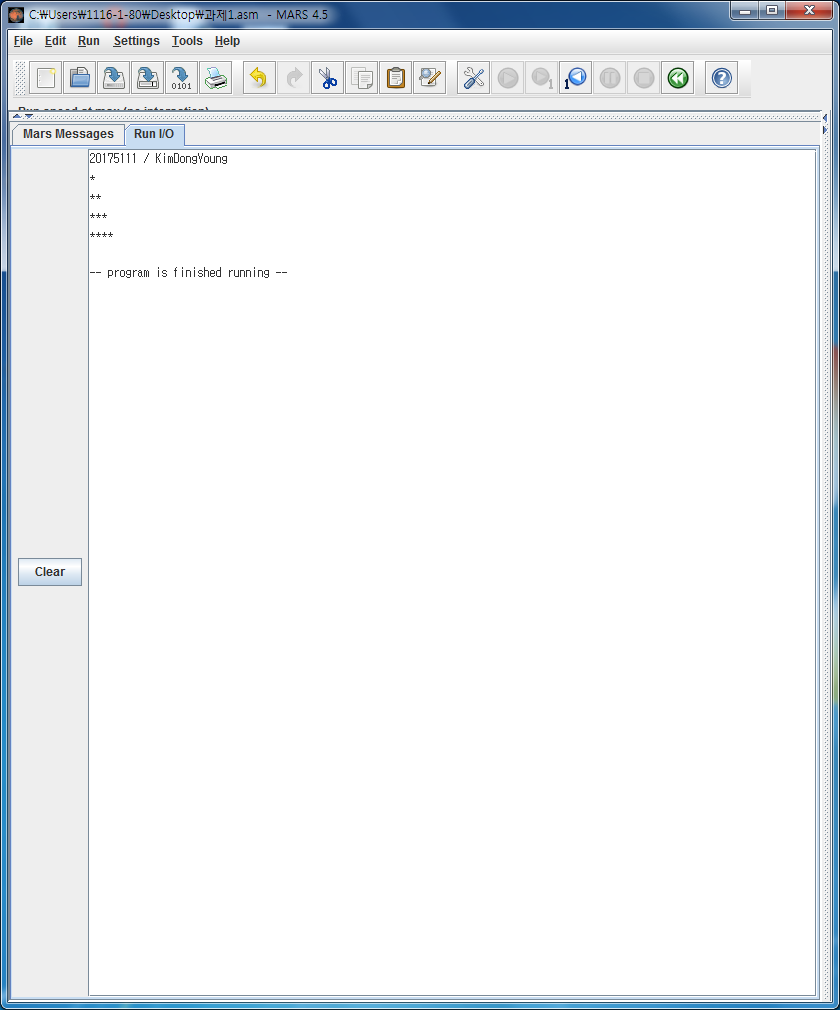 C:₩Users₩1116-1-80₩Desktop₩과제1.asm - MARS 4.5
File Edit Run Settings Tools Help
0101 1 1
Run speed at max (no interaction)
Mars Messages Run I/O
20175111 / KimDongYoung
*
**
***
****
-- program is finished running --
Clear